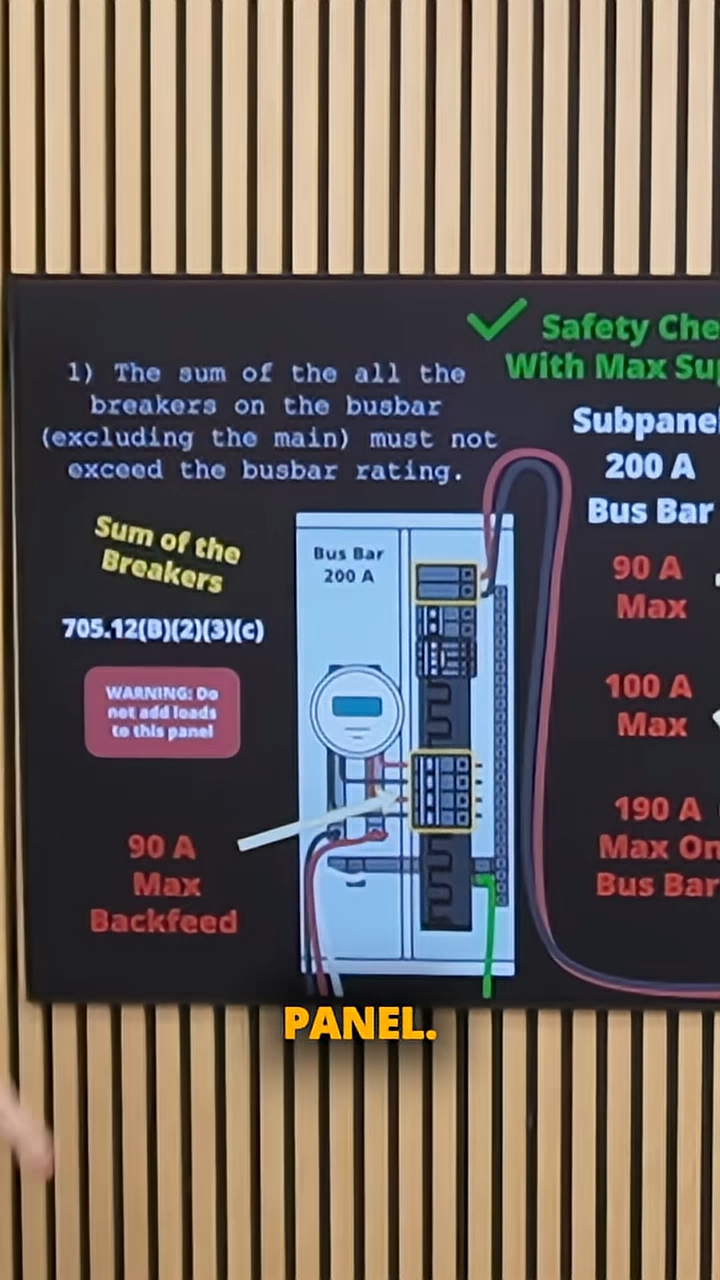 Safety Che
With Max Su
1) The sum of the all the
breakers on the busbar
(excluding the main) must not
exceed the busbar rating.
Sum of the
Breakers
705.12(B)(2)(3)(c)
WARNING: Do
not add loads
to this panel
90 A
Max
Backfeed
Bus Bar
200 A
Subpane
200 A
Bus Bar
90 A
Max
100 A
Max
190 A
Max On
Bus Bar
PANEL.